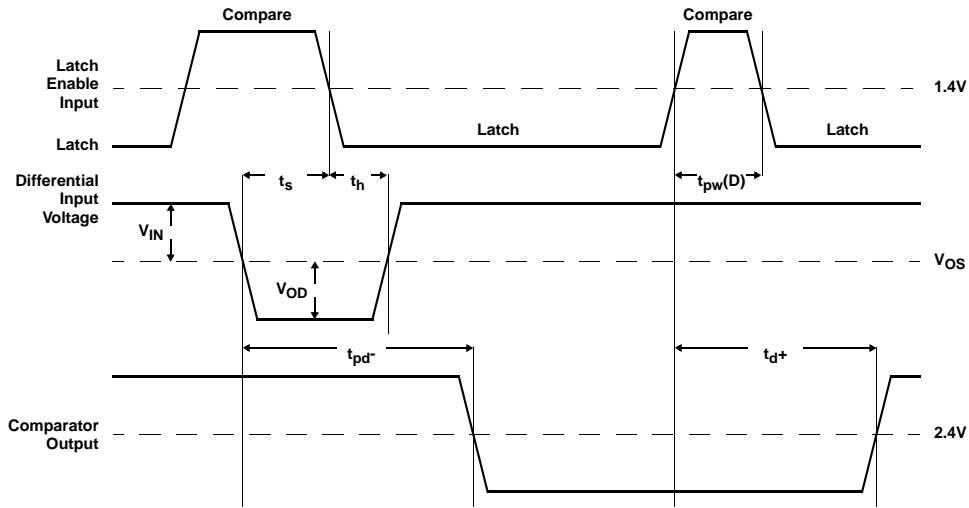 Compare
Compare
Latch
Enable
Input
1.4V
Latch
Latch
Latch
Differential
Input
Voltage
ts
th
tpw(D)
VIN
VOS
VOD
tpd-
td+
Comparator
Output
2.4V